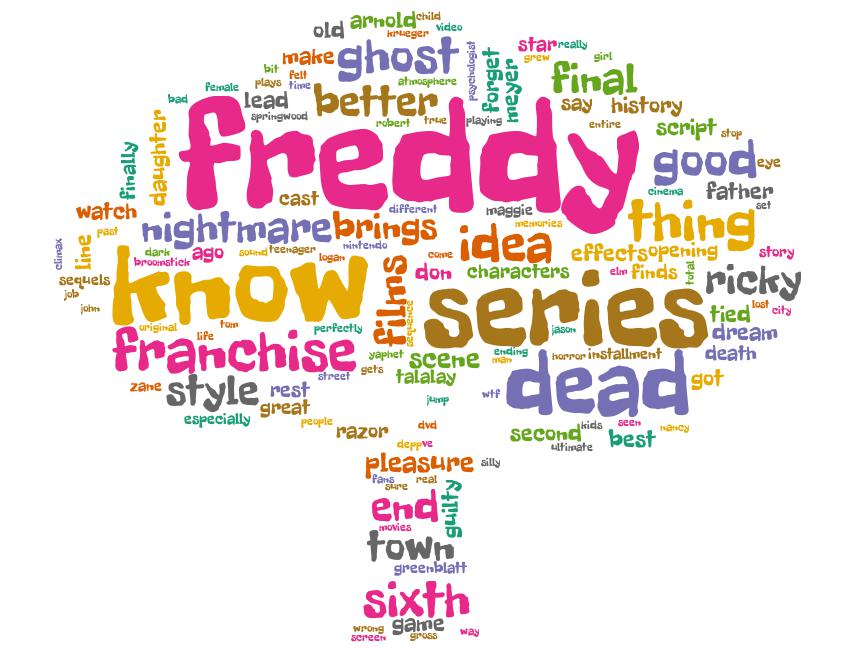 old arnold child
krueger video
make ghost psychologist forget meyer star really
grew girl
bit felt
plays time atmosphere final
female lead better say history
bad springwood robert true playing entire
freddy
script stop
finally daughter good eye
cast cinema father
watch different maggie set
past nightmare brings memories thing
climax line nintendo idea effects opening
dark ago sound teenager logan come story
broomstick films don characters elm finds total ricky
sequels know series
job lost
john sequence tied city
original tom perfectly jason dream
life
franchise yaphet scene ending horror installment death
man
gets talalay dead got
zane style rest street
great jump wtf
especially people razor dvd kids seen nancy
second best
deppve ultimate
pleasure silly
fans
sure real
end guilty
movies
town
greenblatt
sixth
wrong game
screen gross way